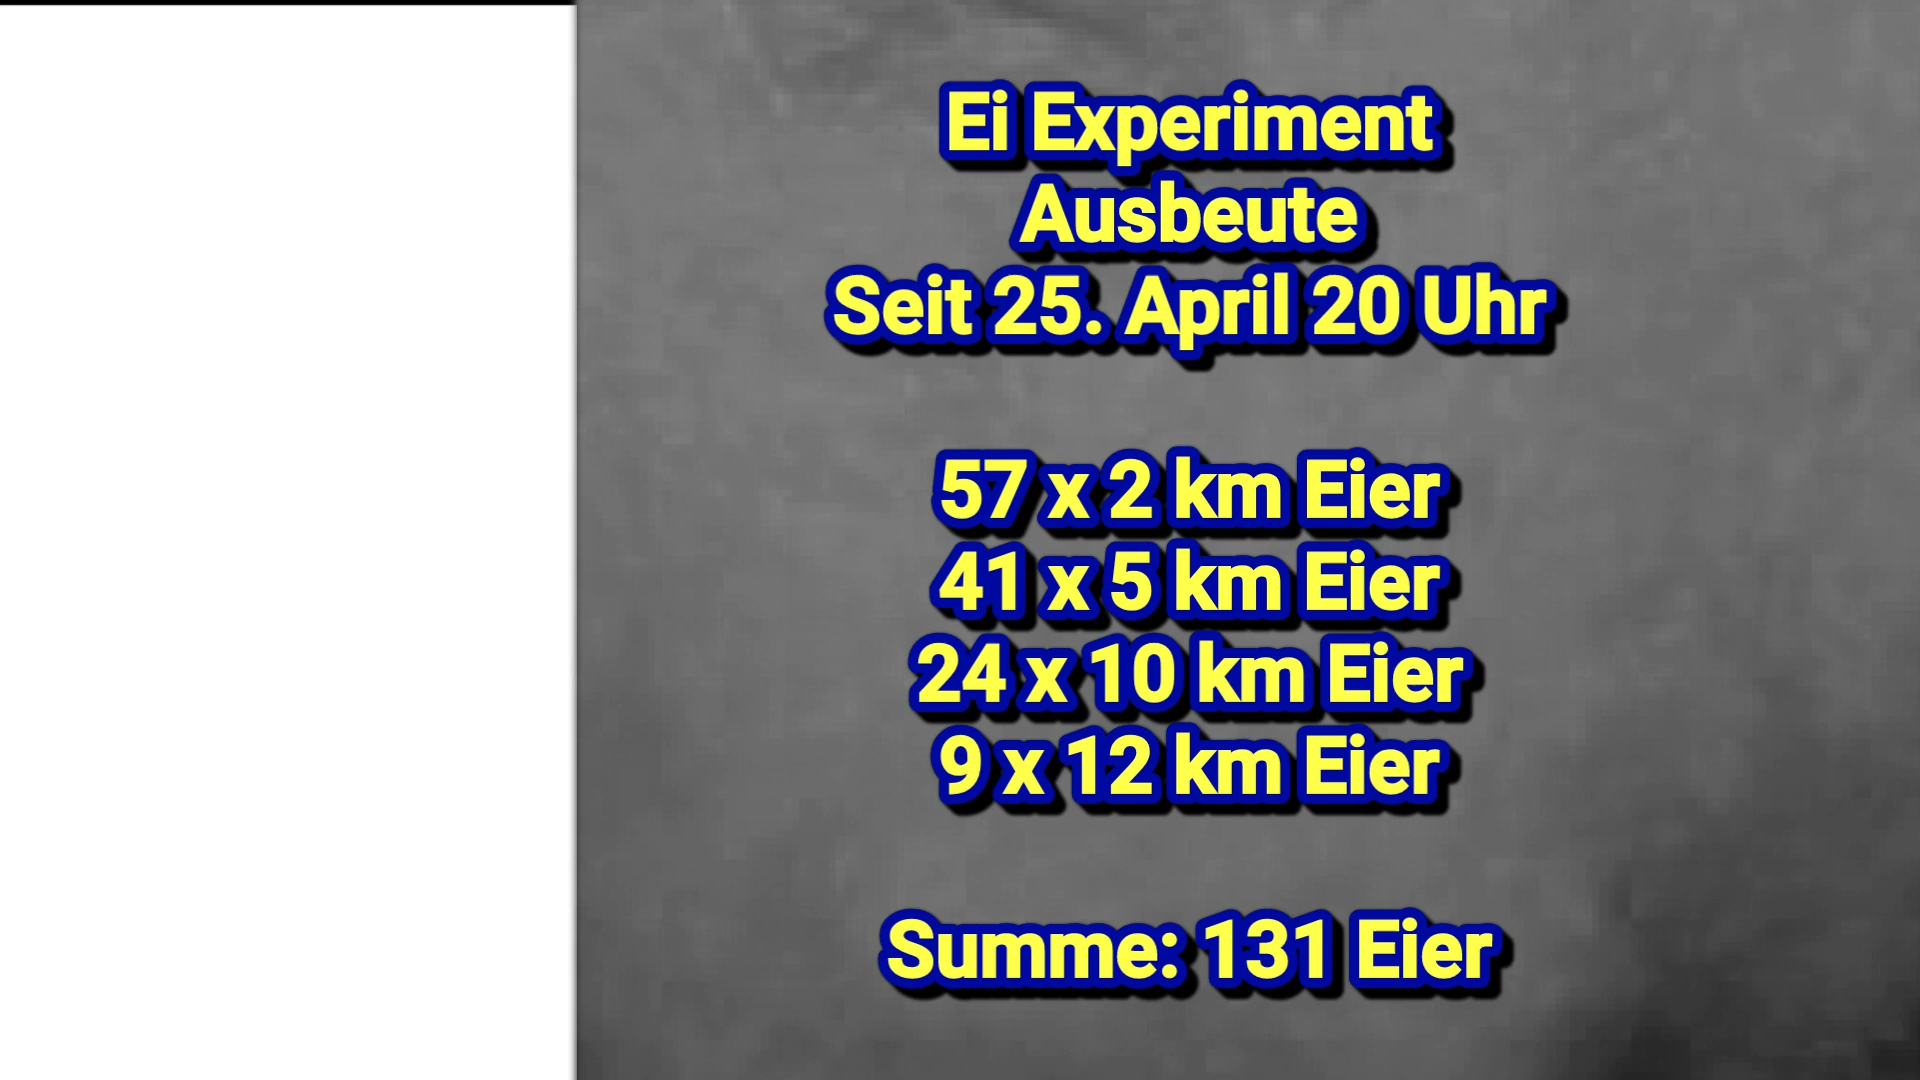 Ei Experiment
Ausbeute
Seit 25. April 20 Uhr
57 x 2 km Eier
41 x 5 km Eier
24 x 10 km Eier
9 x 12 km Eier
Summe: 131 Eier